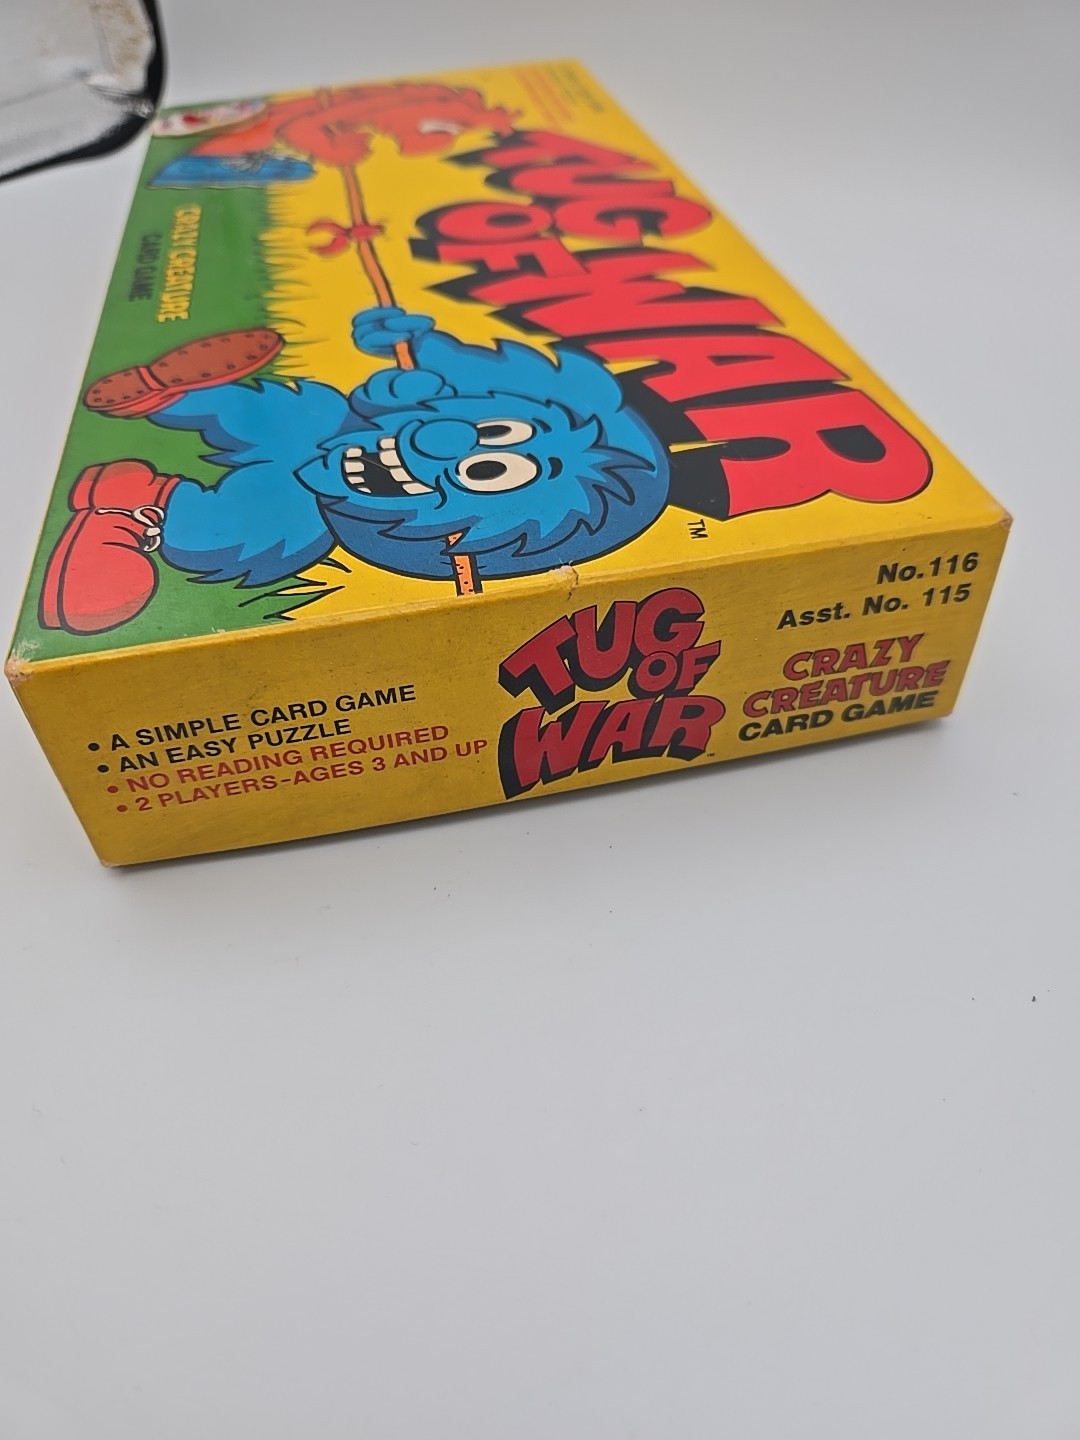 TUG
OF
WAR
TM
CRAZY CREATURE
CARD GAME
• A SIMPLE CARD GAME
• AN EASY PUZZLE
• NO READING REQUIRED
• 2 PLAYERS-AGES 3 AND UP
TUG
OF
WAR
No.116
Asst. No. 115
CRAZY
CREATURE
CARD GAME